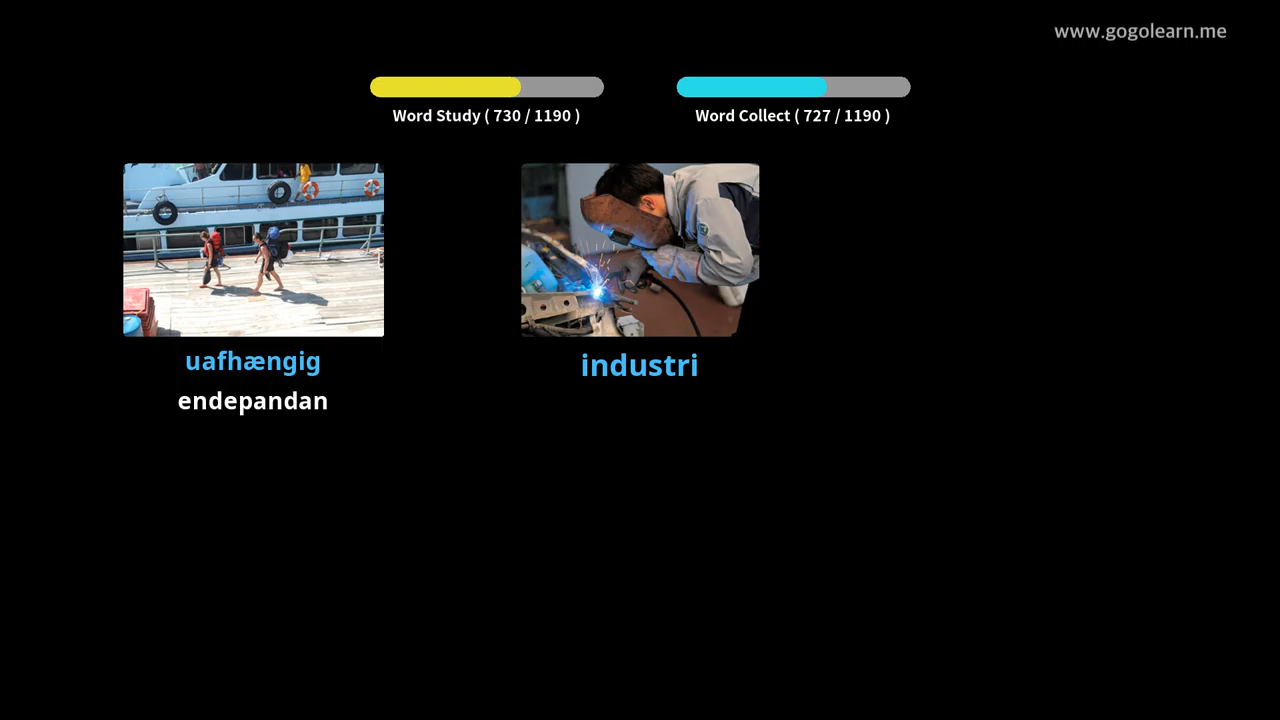 www.gogolearn.me
Word Study ( 730 / 1190 )
Word Collect ( 727 / 1190 )
uafhængig
endepandan
industri